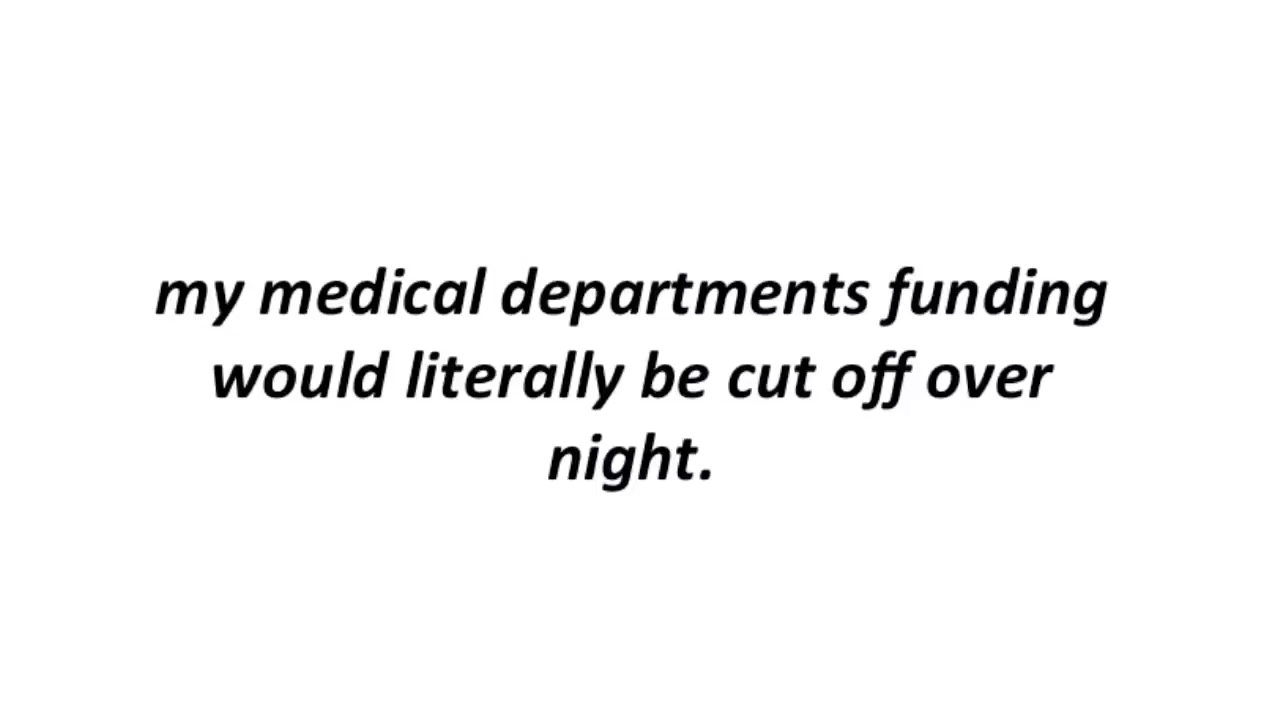 my medical departments funding
would literally be cut off over
night.